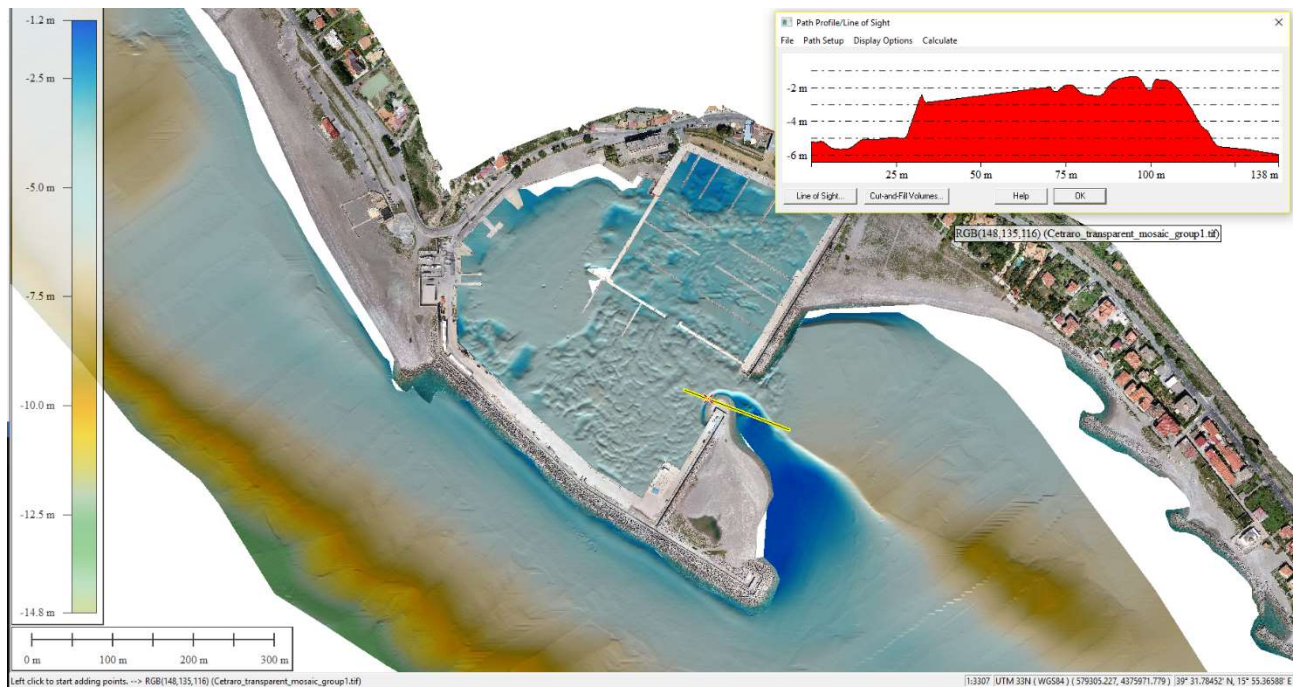 -1.2 m
-2.5 m
-5.0 m
-7.5 m
-10.0 m
-12.5 m
-14.8 m
Path Profile/Line of Sight
File Path Setup Display Options Calculate
-2 m
-4 m
-6 m
25 m 50 m 75 m 100 m 138 m
Line of Sight... Cut-and-Fill Volumes... Help OK
RGB(148,135,116) (Cetraro_transparent_mosaic_group1.tif)
0 m 100 m 200 m 300 m
Left click to start adding points. --> RGB(148,135,116) (Cetraro_transparent_mosaic_group1.tif)
1:3307 UTM 33N ( WGS84 ) ( 579305.227, 4375971.779 ) 39° 31.78452' N, 15° 55.36588' E